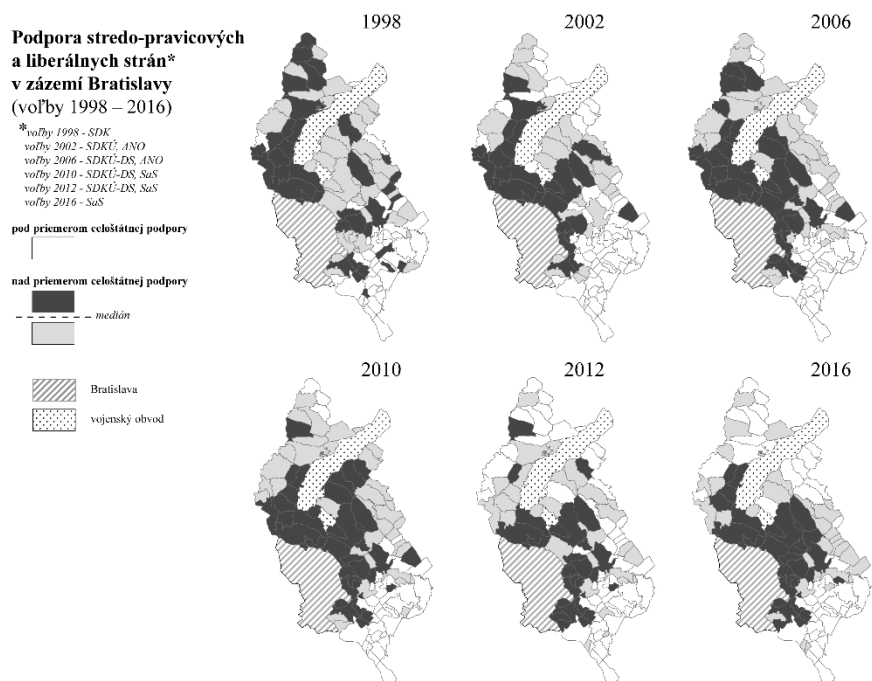 Podpora stredo-pravicových
a liberálnych strán*
v zázemí Bratislavy
(voľby 1998 – 2016)
*voľby 1998 - SDK
voľby 2002 - SDKÚ, ANO
voľby 2006 - SDKÚ-DS, ANO
voľby 2010 - SDKÚ-DS, SaS
voľby 2012 - SDKÚ-DS, SaS
voľby 2016 - SaS
pod priemerom celoštátnej podpory
nad priemerom celoštátnej podpory
medián
Bratislava
vojenský obvod
1998
2002
2006
2010
2012
2016